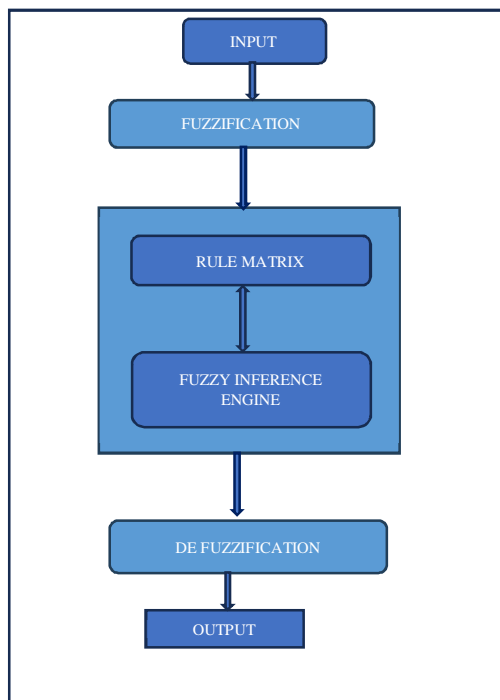 INPUT
FUZZIFICATION
RULE MATRIX
FUZZY INFERENCE
ENGINE
DE FUZZIFICATION
OUTPUT